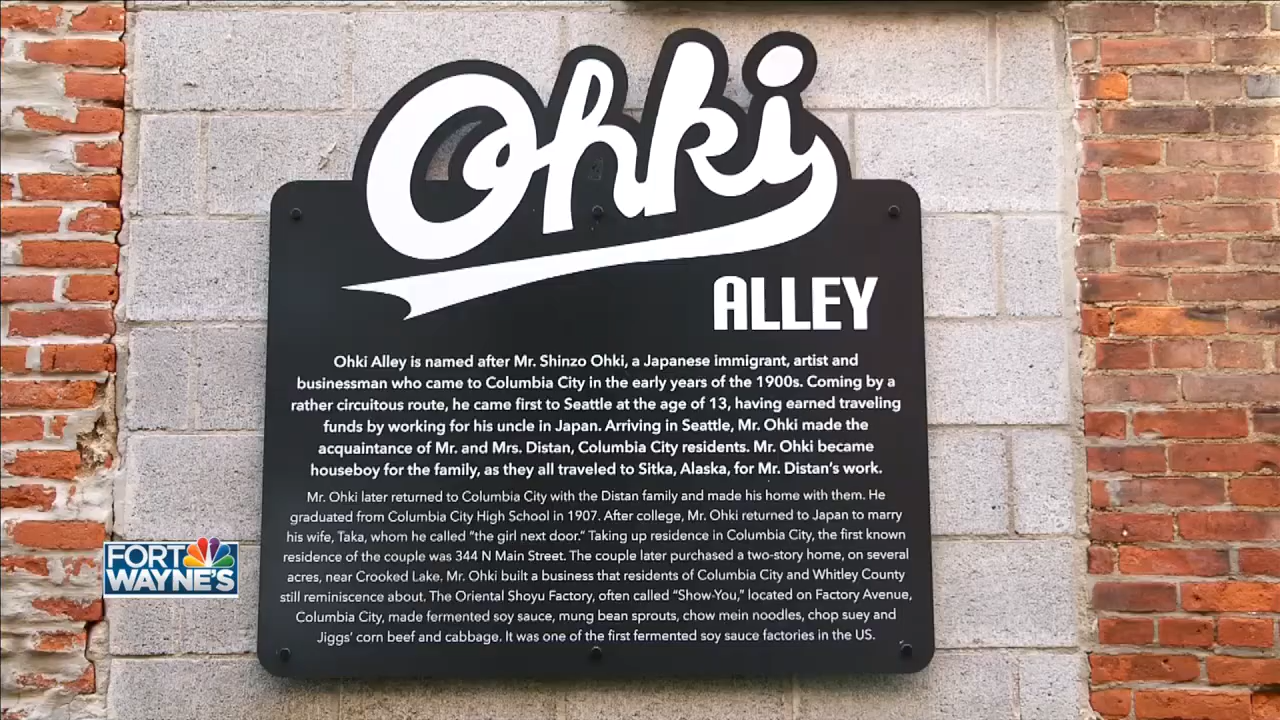 Ohki
ALLEY
Ohki Alley is named after Mr. Shinzo Ohki, a Japanese immigrant, artist and
businessman who came to Columbia City in the early years of the 1900s. Coming by a
rather circuitous route, he came first to Seattle at the age of 13, having earned traveling
funds by working for his uncle in Japan. Arriving in Seattle, Mr. Ohki made the
acquaintance of Mr. and Mrs. Distan, Columbia City residents. Mr. Ohki became
houseboy for the family, as they all traveled to Sitka, Alaska, for Mr. Distan's work.
Mr. Ohki later returned to Columbia City with the Distan family and made his home with them. He
graduated from Columbia City High School in 1907. After college, Mr. Ohki returned to Japan to marry
his wife, Taka, whom he called "the girl next door." Taking up residence in Columbia City, the first known
residence of the couple was 344 N Main Street. The couple later purchased a two-story home, on several
acres, near Crooked Lake. Mr. Ohki built a business that residents of Columbia City and Whitley County
still reminiscence about. The Oriental Shoyu Factory, often called "Show-You," located on Factory Avenue,
Columbia City, made fermented soy sauce, mung bean sprouts, chow mein noodles, chop suey and
Jiggs' corn beef and cabbage. It was one of the first fermented soy sauce factories in the US.
FORT
WAYNE'S